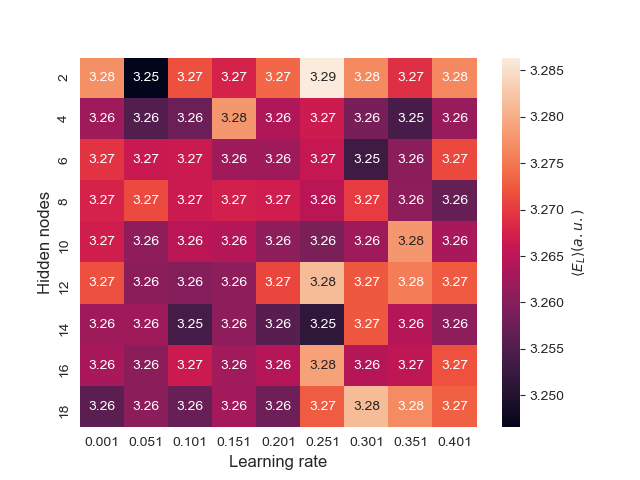 2 3.28 3.25 3.27 3.27 3.27 3.29 3.28 3.27 3.28
4 3.26 3.26 3.26 3.28 3.26 3.27 3.26 3.25 3.26
6 3.27 3.27 3.27 3.26 3.26 3.27 3.25 3.26 3.27
8 3.27 3.27 3.27 3.27 3.27 3.26 3.27 3.26 3.26
10 3.27 3.26 3.26 3.26 3.26 3.26 3.26 3.28 3.26
12 3.27 3.26 3.26 3.26 3.27 3.28 3.27 3.28 3.27
14 3.26 3.26 3.25 3.26 3.26 3.25 3.27 3.26 3.26
16 3.26 3.26 3.27 3.26 3.26 3.28 3.26 3.27 3.27
18 3.26 3.26 3.26 3.26 3.26 3.27 3.28 3.28 3.27
0.001 0.051 0.101 0.151 0.201 0.251 0.301 0.351 0.401
Learning rate
Hidden nodes
3.285
3.280
3.275
3.270
3.265
3.260
3.255
3.250
⟨E_L⟩(a.u.)